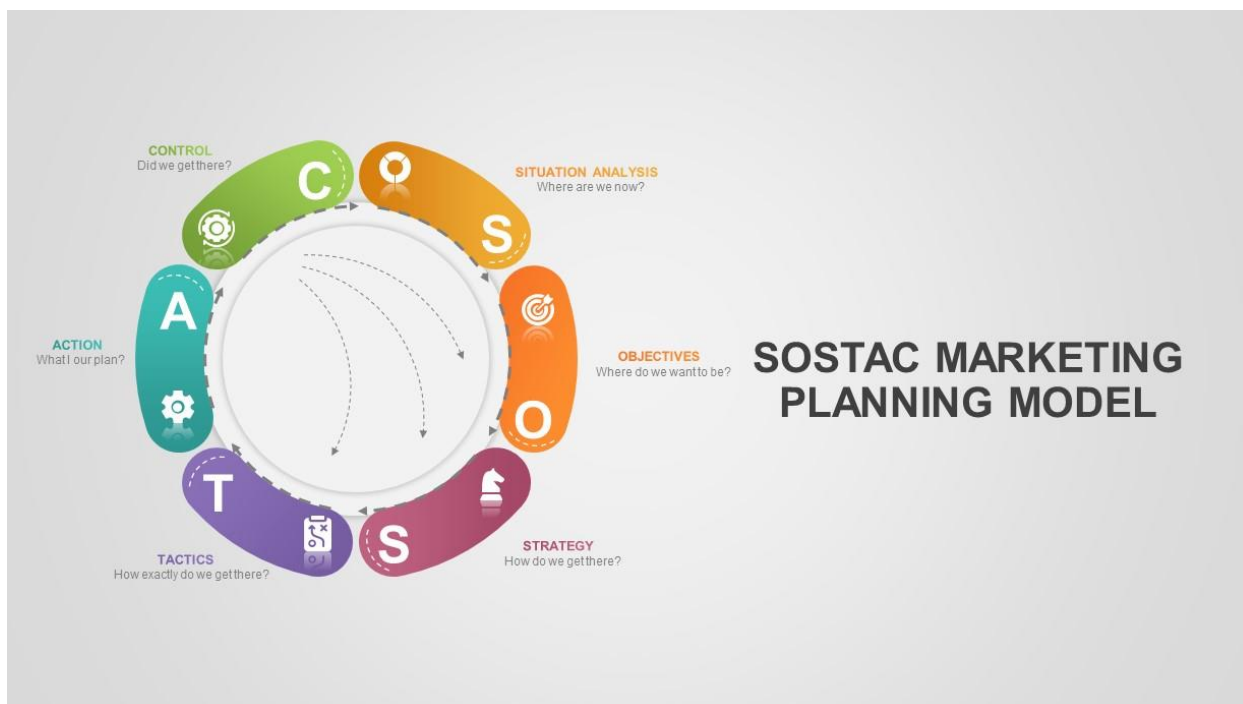 CONTROL
Did we get there?
C
SITUATION ANALYSIS
Where are we now?
S
A
ACTION
What I our plan?
OBJECTIVES
Where do we want to be?
O
SOSTAC MARKETING
PLANNING MODEL
T
S
STRATEGY
How do we get there?
TACTICS
How exactly do we get there?